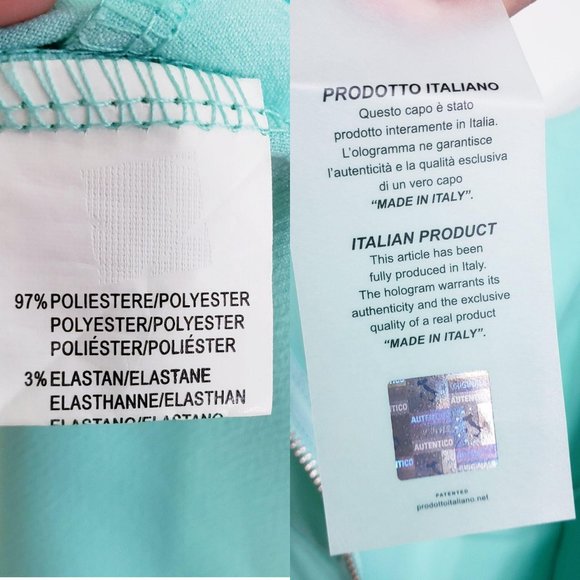 97% POLIESTERE/POLYESTER
POLYESTER/POLYESTER
POLIÉSTER/POLIÉSTER
3% ELASTAN/ELASTANE
ELASTHANNE/ELASTHAN
ELASTANO/ELASTANO
PRODOTTO ITALIANO
Questo capo è stato
prodotto interamente in Italia.
L'ologramma ne garantisce
l'autenticità e la qualità esclusiva
di un vero capo
"MADE IN ITALY".
ITALIAN PRODUCT
This article has been
fully produced in Italy.
The hologram warrants its
authenticity and the exclusive
quality of a real product
"MADE IN ITALY".
AUTENTICO
AUTENTICO
AUTENTICO
PATENTED
prodottoitaliano.net